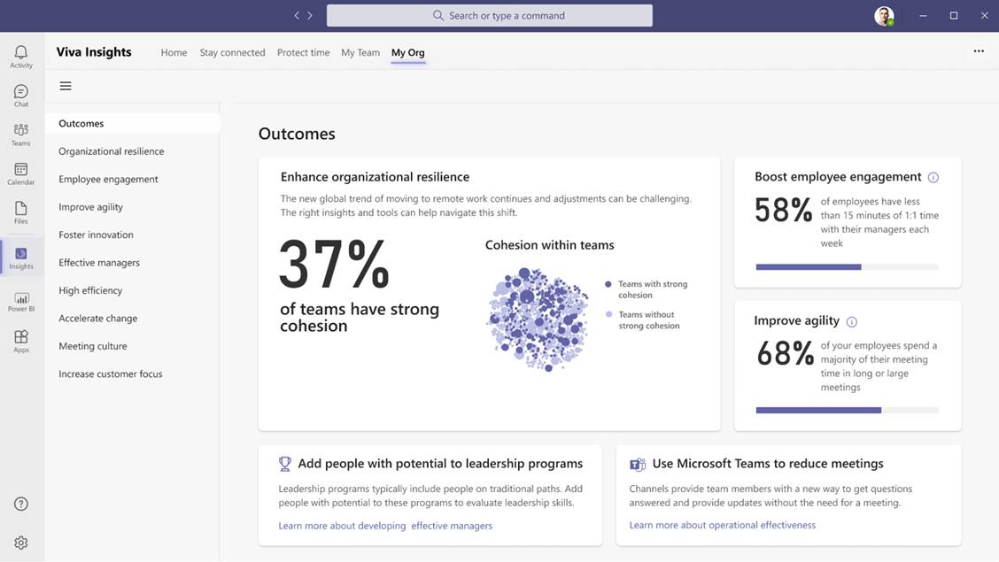 Search or type a command
Activity
Chat
Teams
Calendar
Files
Insights
Power BI
Apps
Viva Insights
Home
Stay connected
Protect time
My Team
My Org
Outcomes
Organizational resilience
Employee engagement
Improve agility
Foster innovation
Effective managers
High efficiency
Accelerate change
Meeting culture
Increase customer focus
Outcomes
Enhance organizational resilience
The new global trend of moving to remote work continues and adjustments can be challenging.
The right insights and tools can help navigate this shift.
37%
of teams have strong
cohesion
Cohesion within teams
Teams with strong
cohesion
Teams without
strong cohesion
Boost employee engagement
58%
of employees have less
than 15 minutes of 1:1 time
with their managers each
week
Improve agility
68%
of your employees spend a
majority of their meeting
time in long or large
meetings
Add people with potential to leadership programs
Leadership programs typically include people on traditional paths. Add
people with potential to these programs to evaluate leadership skills.
Learn more about developing effective managers
Use Microsoft Teams to reduce meetings
Channels provide team members with a new way to get questions
answered and provide updates without the need for a meeting.
Learn more about operational effectiveness